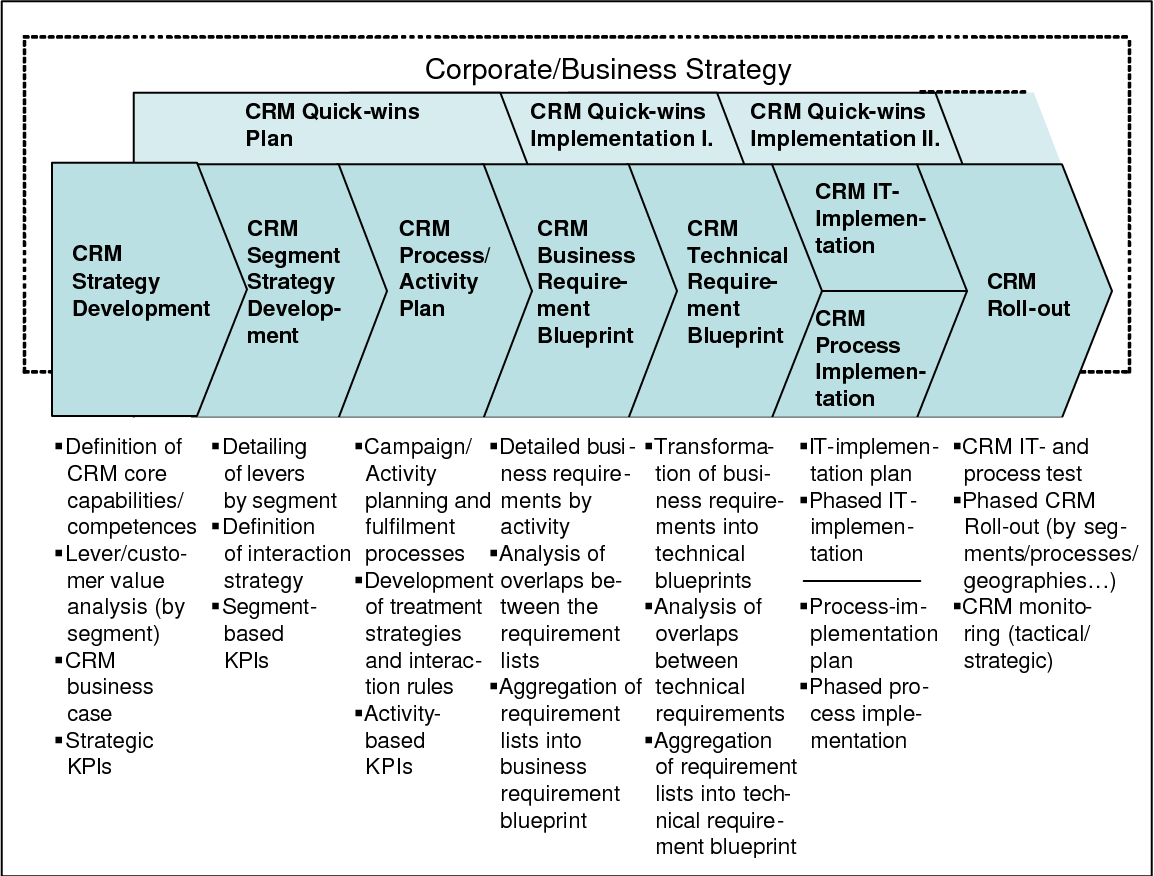 Corporate/Business Strategy
CRM Quick-wins
Plan
CRM Quick-wins
Implementation I.
CRM Quick-wins
Implementation II.
CRM
Strategy
Development
CRM
Segment
Strategy
Develop-
ment
CRM
Process/
Activity
Plan
CRM
Business
Require-
ment
Blueprint
CRM
Technical
Require-
ment
Blueprint
CRM IT-
Implemen-
tation
CRM
Process
Implemen-
tation
CRM
Roll-out
▪Definition of
CRM core
capabilities/
competences
▪Lever/custo-
mer value
analysis (by
segment)
▪CRM
business
case
▪Strategic
KPIs
▪Detailing
of levers
by segment
▪Definition
of interaction
strategy
▪Segment-
based
KPIs
▪Campaign/
Activity
planning and
fulfilment
processes
▪Development
of treatment
strategies
and interac-
tion rules
▪Activity-
based
KPIs
▪Detailed busi-
ness require-
ments by
activity
▪Analysis of
overlaps be-
tween the
requirement
lists
▪Aggregation of
requirement
lists into
business
requirement
blueprint
▪Transforma-
tion of busi-
ness require-
ments into
technical
blueprints
▪Analysis of
overlaps
between
technical
requirements
▪Aggregation
of requirement
lists into tech-
nical require-
ment blueprint
▪IT-implemen-
tation plan
▪Phased IT-
implemen-
tation
▪Process-im-
plementation
plan
▪Phased pro-
cess imple-
mentation
▪CRM IT- and
process test
▪Phased CRM
Roll-out (by seg-
ments/processes/
geographies…)
▪CRM monito-
ring (tactical/
strategic)